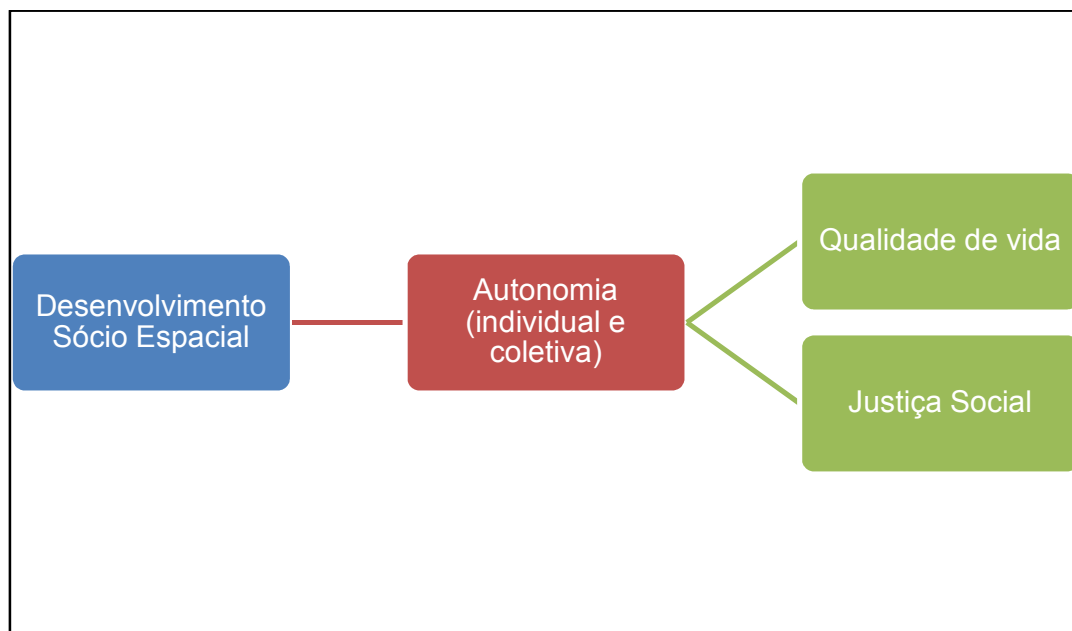 Desenvolvimento
Sócio Espacial
Autonomia
(individual e
coletiva)
Qualidade de vida
Justiça Social